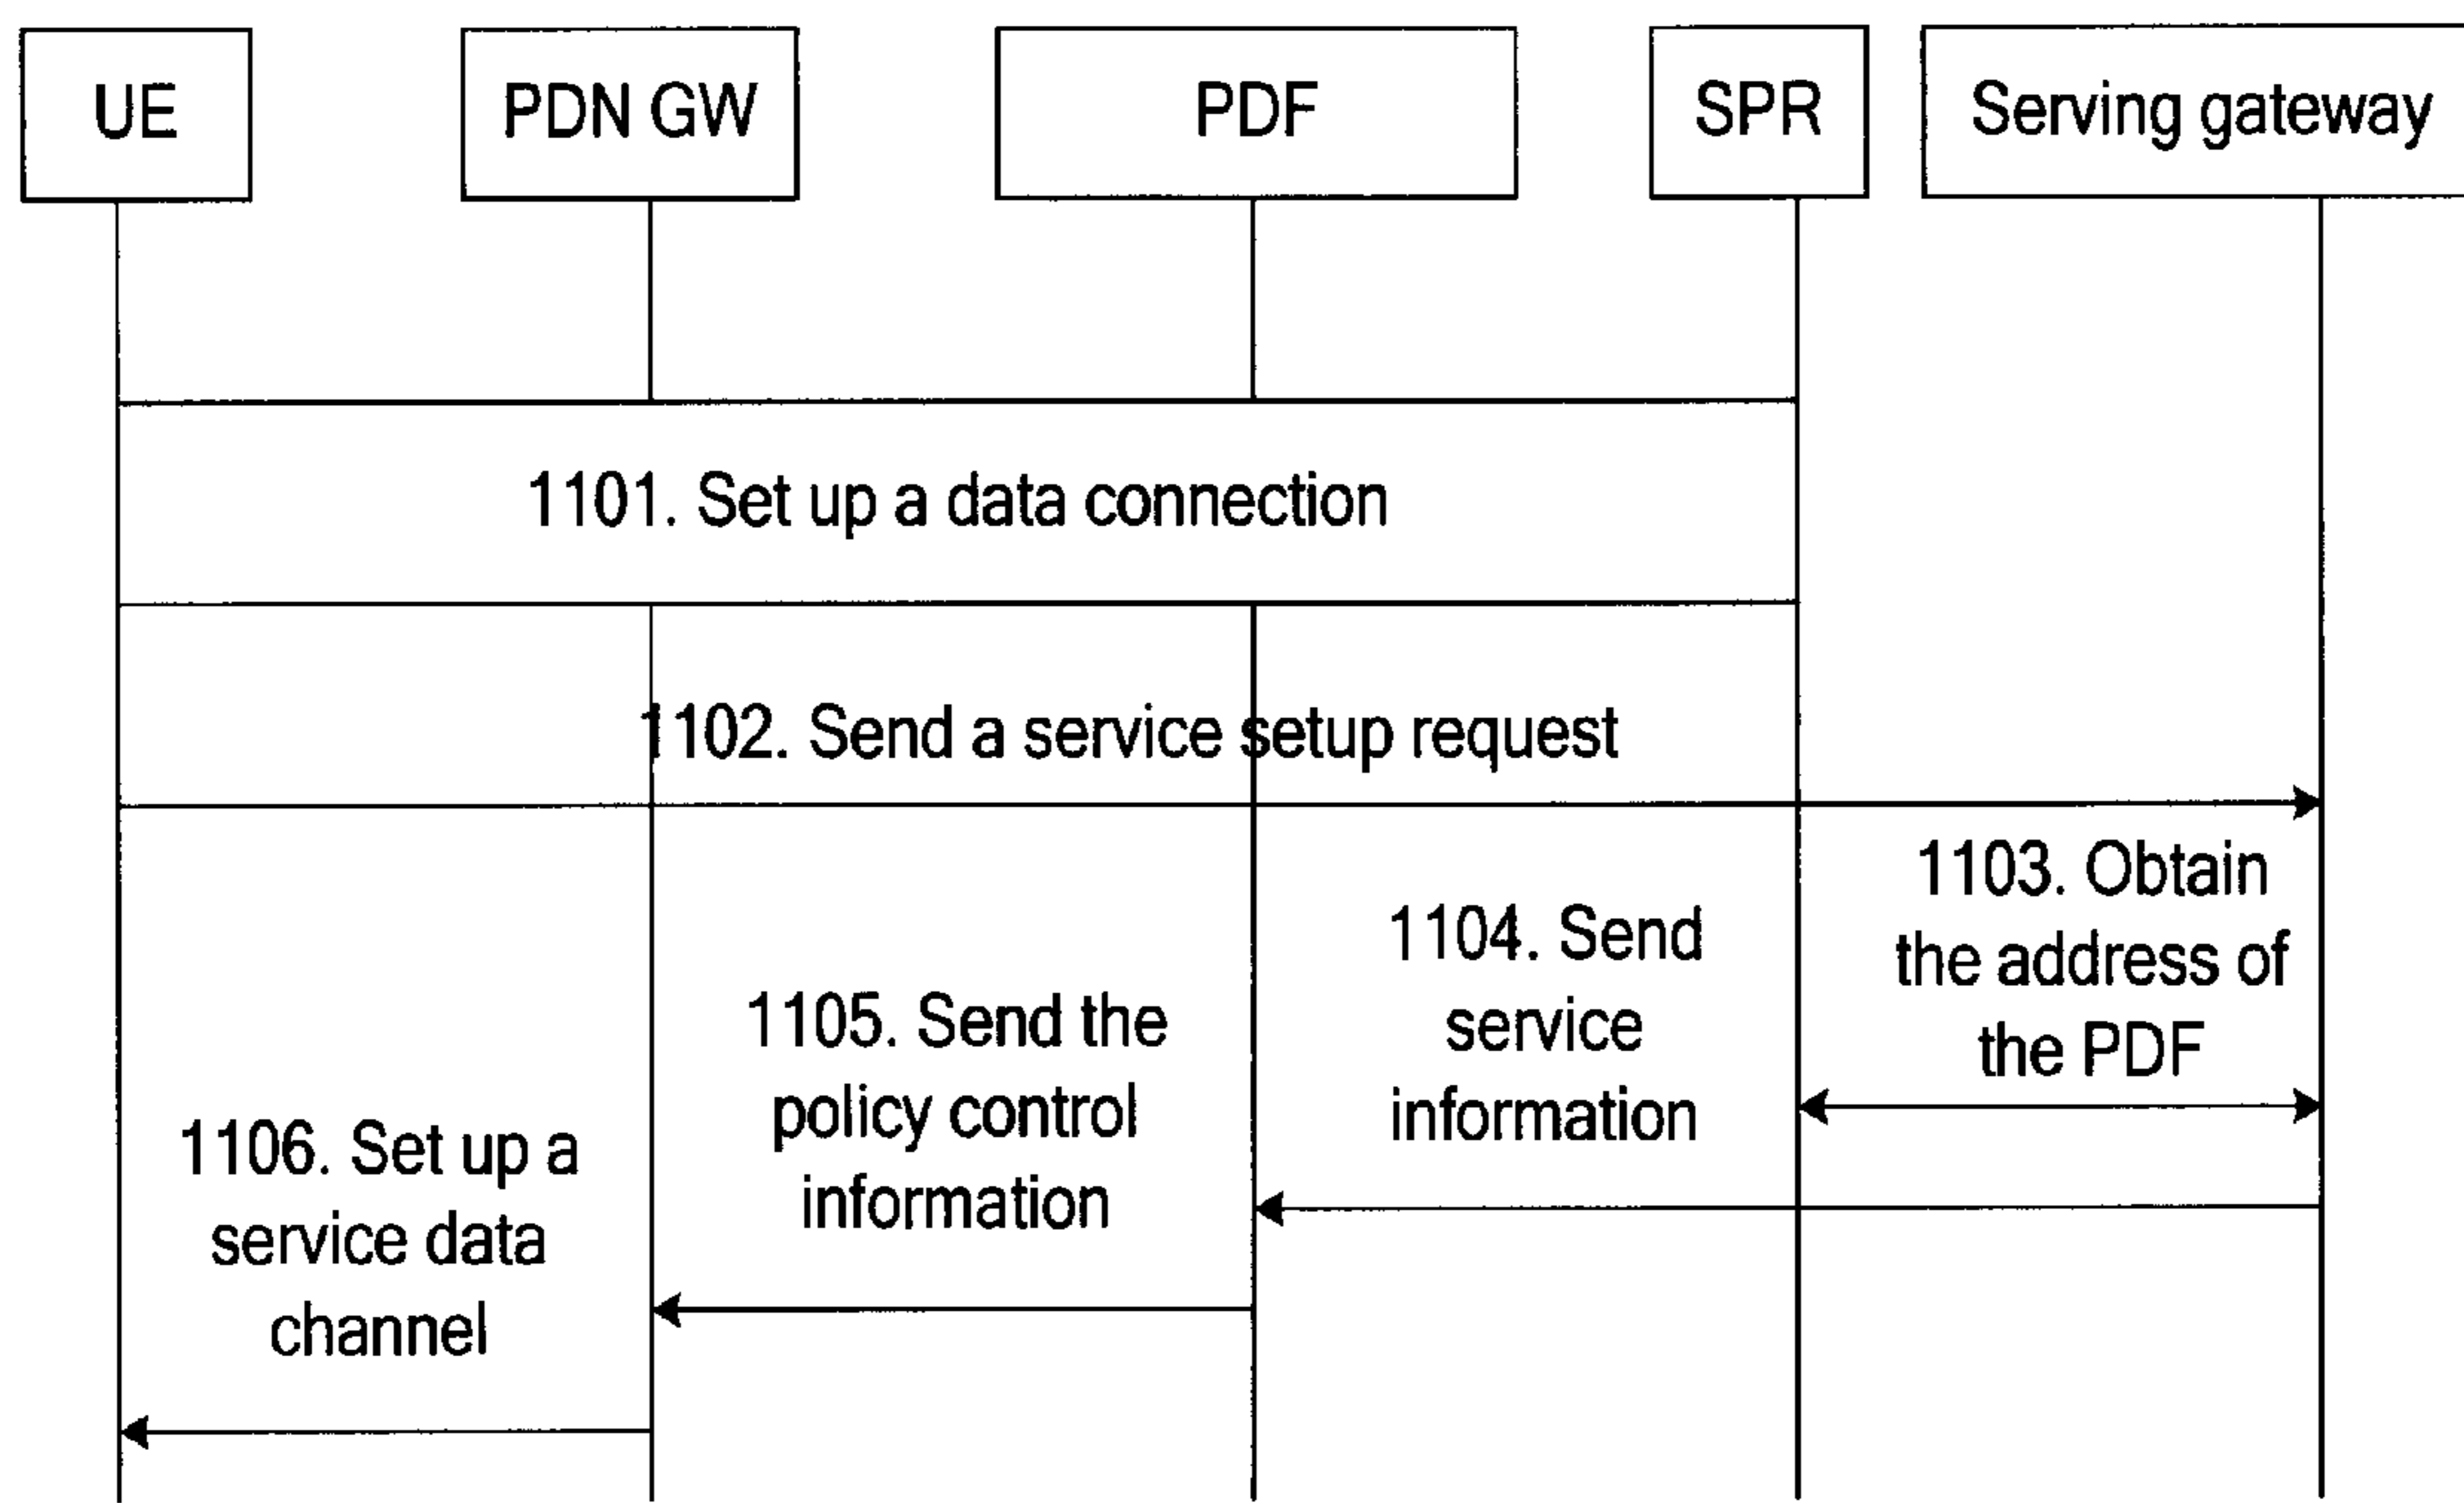 UE
PDN GW
PDF
SPR
Serving gateway
1101. Set up a data connection
1102. Send a service setup request
1103. Obtain
the address of
the PDF
1104. Send
service
information
1105. Send the
policy control
information
1106. Set up a
service data
channel